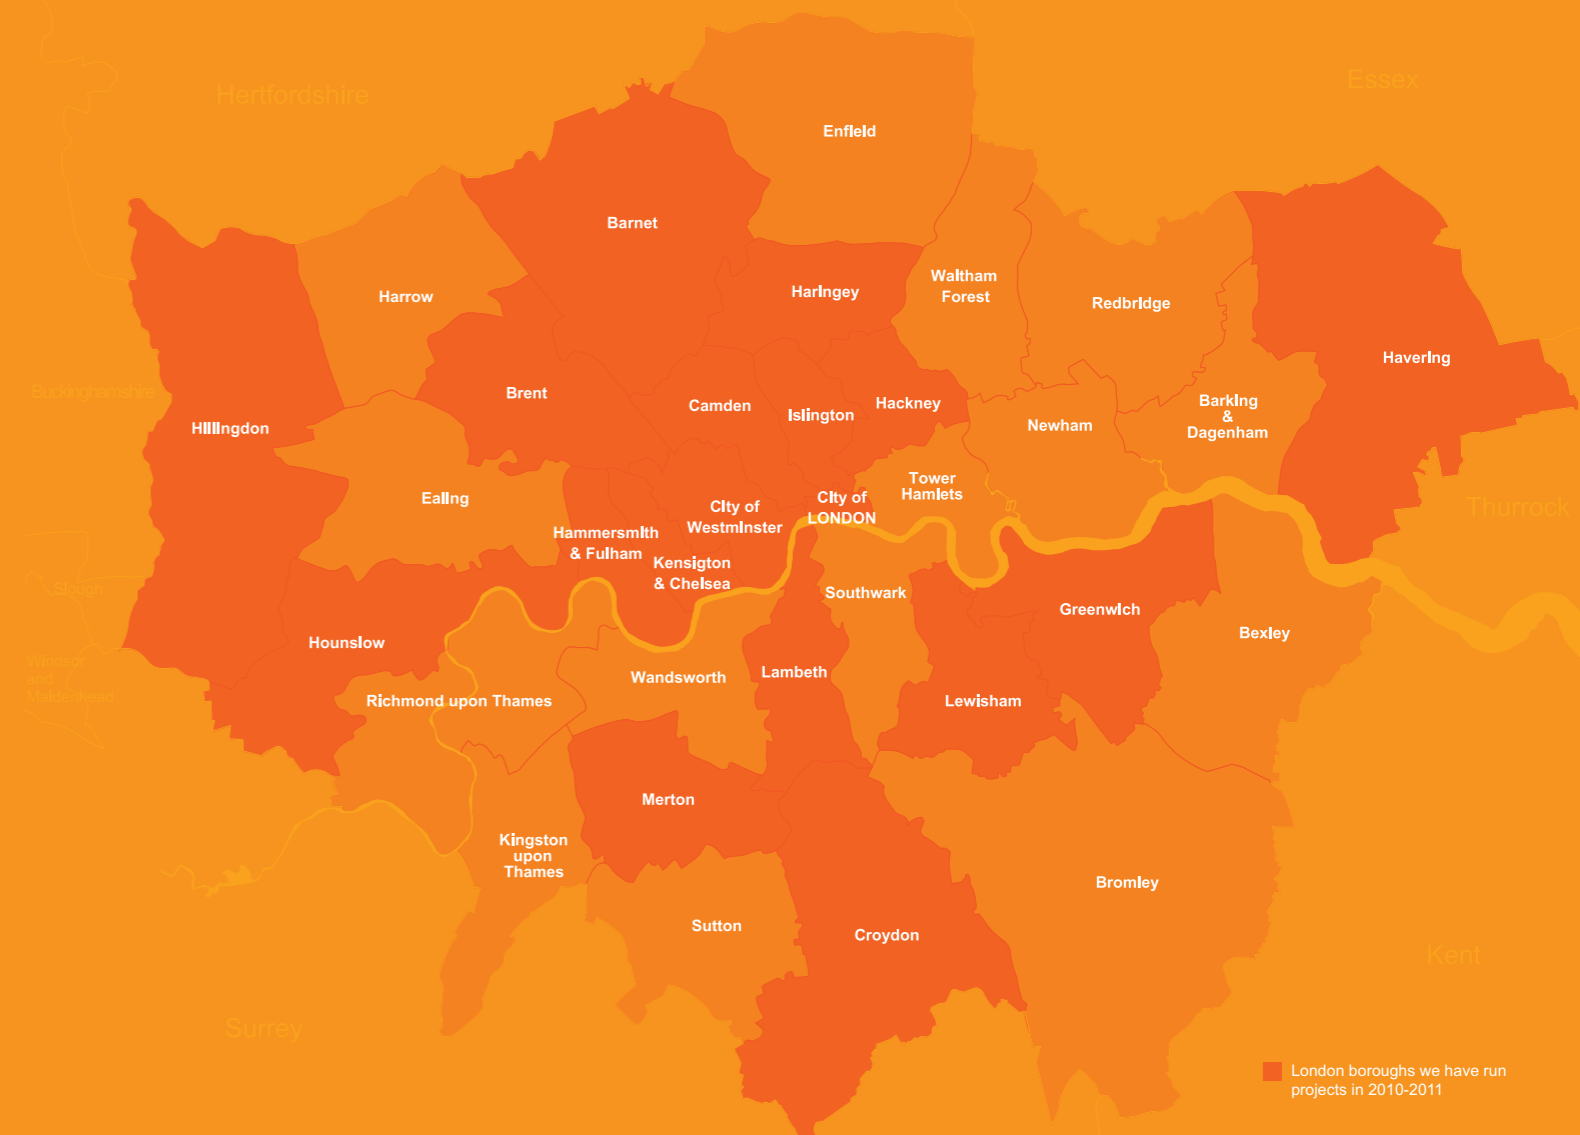 Hertfordshire
Essex
Enfield
Barnet
Harrow
Haringey
Waltham
Forest
Redbridge
Havering
Buckinghamshire
Brent
Camden
Islington
Hackney
Newham
Barking
&
Dagenham
Hillingdon
Ealing
Tower
Hamlets
City of
LONDON
City of
Westminster
Hammersmith
& Fulham
Kensigton
& Chelsea
Thurrock
Slough
Southwark
Greenwich
Bexley
Hounslow
Windsor
and
Maidenhead
Richmond upon Thames
Wandsworth
Lambeth
Lewisham
Merton
Kingston
upon
Thames
Bromley
Sutton
Croydon
Kent
Surrey
London boroughs we have run
projects in 2010-2011